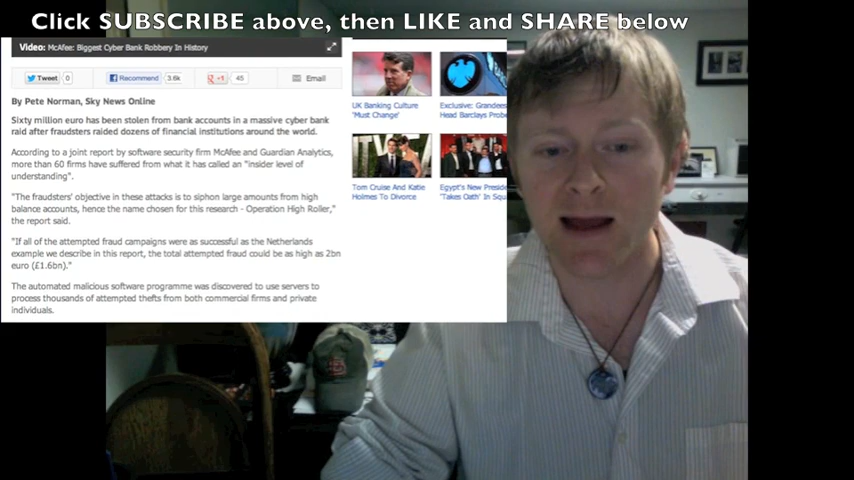 Click SUBSCRIBE above, then LIKE and SHARE below
Video: McAfee: Biggest Cyber Bank Robbery In History
Tweet 0 Recommend 3.6k +1 45 Email
By Pete Norman, Sky News Online
Sixty million euro has been stolen from bank accounts in a massive cyber bank
raid after fraudsters raided dozens of financial institutions around the world.
According to a joint report by software security firm McAfee and Guardian Analytics,
more than 60 firms have suffered from what it has called an "insider level of
understanding".
"The fraudsters' objective in these attacks is to siphon large amounts from high
balance accounts, hence the name chosen for this research - Operation High Roller,"
the report said.
"If all of the attempted fraud campaigns were as successful as the Netherlands
example we describe in this report, the total attempted fraud could be as high as 2bn
euro (£1.6bn)."
The automated malicious software programme was discovered to use servers to
process thousands of attempted thefts from both commercial firms and private
individuals.
UK Banking Culture
'Must Change'
Exclusive: Grandees
Head Barclays Probe
Tom Cruise And Katie
Holmes To Divorce
Egypt's New Preside
'Takes Oath' In Squ